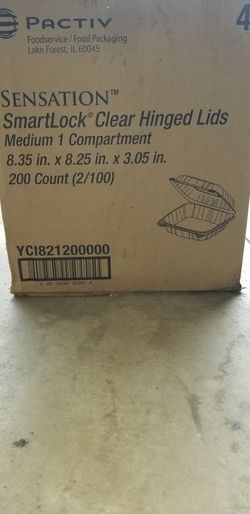 PACTIV 4
Foodservice / Food Packaging
Lake Forest, IL 60045
SENSATION™
SmartLock® Clear Hinged Lids
Medium 1 Compartment
8.35 in. x 8.25 in. x 3.05 in.
200 Count (2/100)
YCI821200000